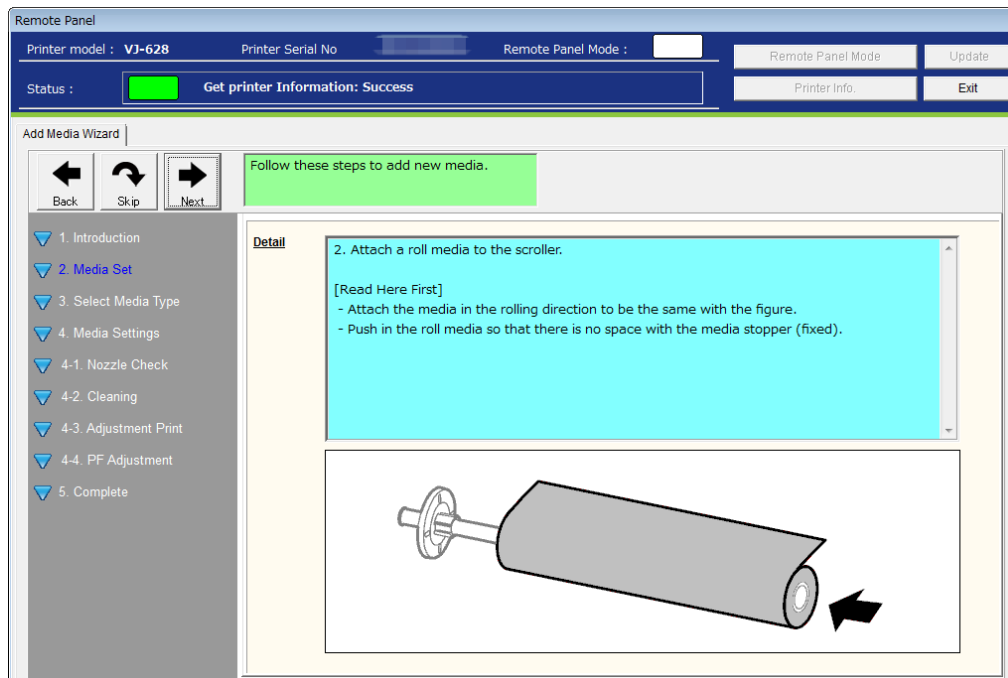 Remote Panel
Printer model : VJ-628 Printer Serial No Remote Panel Mode :
Remote Panel Mode Update
Status : Get printer Information: Success
Printer Info. Exit
Add Media Wizard
Back Skip Next
Follow these steps to add new media.
1. Introduction
2. Media Set
3. Select Media Type
4. Media Settings
4-1. Nozzle Check
4-2. Cleaning
4-3. Adjustment Print
4-4. PF Adjustment
5. Complete
Detail
2. Attach a roll media to the scroller.
[Read Here First]
- Attach the media in the rolling direction to be the same with the figure.
- Push in the roll media so that there is no space with the media stopper (fixed).